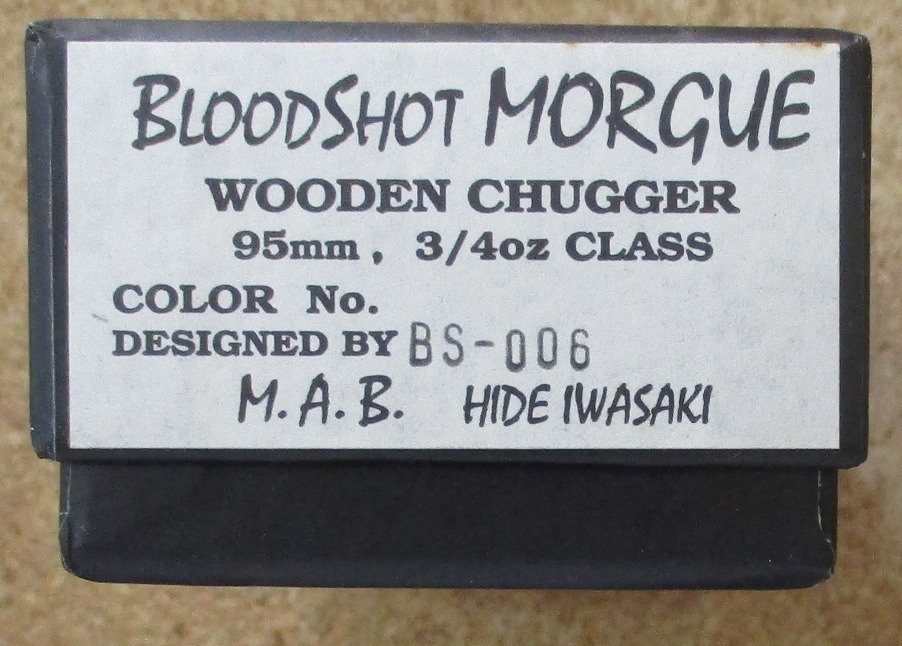 BLOODSHOT MORGUE
WOODEN CHUGGER
95mm, 3/4oz CLASS
COLOR No.
DESIGNED BY BS-006
M.A.B. HIDE IWASAKI